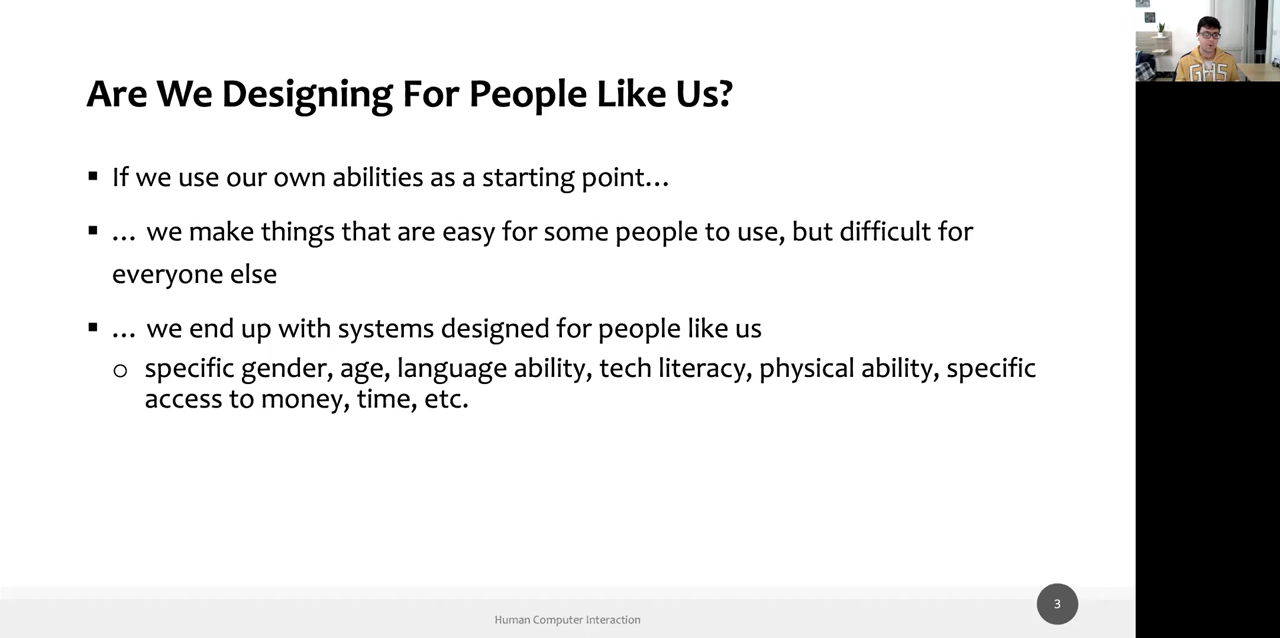 Are We Designing For People Like Us?
▪ If we use our own abilities as a starting point…
▪ … we make things that are easy for some people to use, but difficult for
everyone else
▪ … we end up with systems designed for people like us
o specific gender, age, language ability, tech literacy, physical ability, specific
access to money, time, etc.
Human Computer Interaction
3
GHS